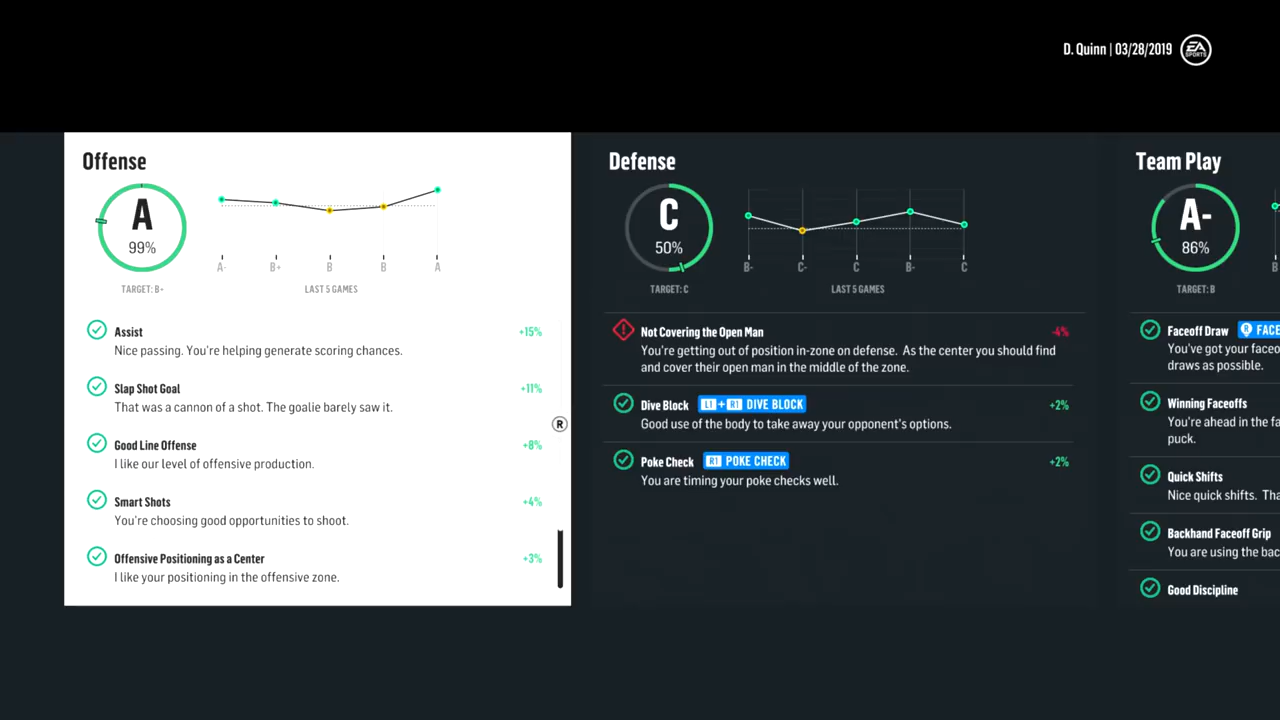 D. Quinn | 03/28/2019
EA
SPORTS
Offense
A
99%
TARGET: B+
A-
B+
B
B
A
LAST 5 GAMES
Assist
+15%
Nice passing. You're helping generate scoring chances.
Slap Shot Goal
+11%
That was a cannon of a shot. The goalie barely saw it.
Good Line Offense
+8%
I like our level of offensive production.
Smart Shots
+4%
You're choosing good opportunities to shoot.
Offensive Positioning as a Center
+3%
I like your positioning in the offensive zone.
R
Defense
C
50%
TARGET: C
B-
C-
C
B-
C
LAST 5 GAMES
Not Covering the Open Man
-4%
You're getting out of position in-zone on defense. As the center you should find
and cover their open man in the middle of the zone.
Dive Block L1 + R1 DIVE BLOCK
+2%
Good use of the body to take away your opponent's options.
Poke Check R1 POKE CHECK
+2%
You are timing your poke checks well.
Team Play
A-
86%
TARGET: B
B
Faceoff Draw R FACE
You've got your faceo
draws as possible.
Winning Faceoffs
You're ahead in the fa
puck.
Quick Shifts
Nice quick shifts. Tha
Backhand Faceoff Grip
You are using the bac
Good Discipline